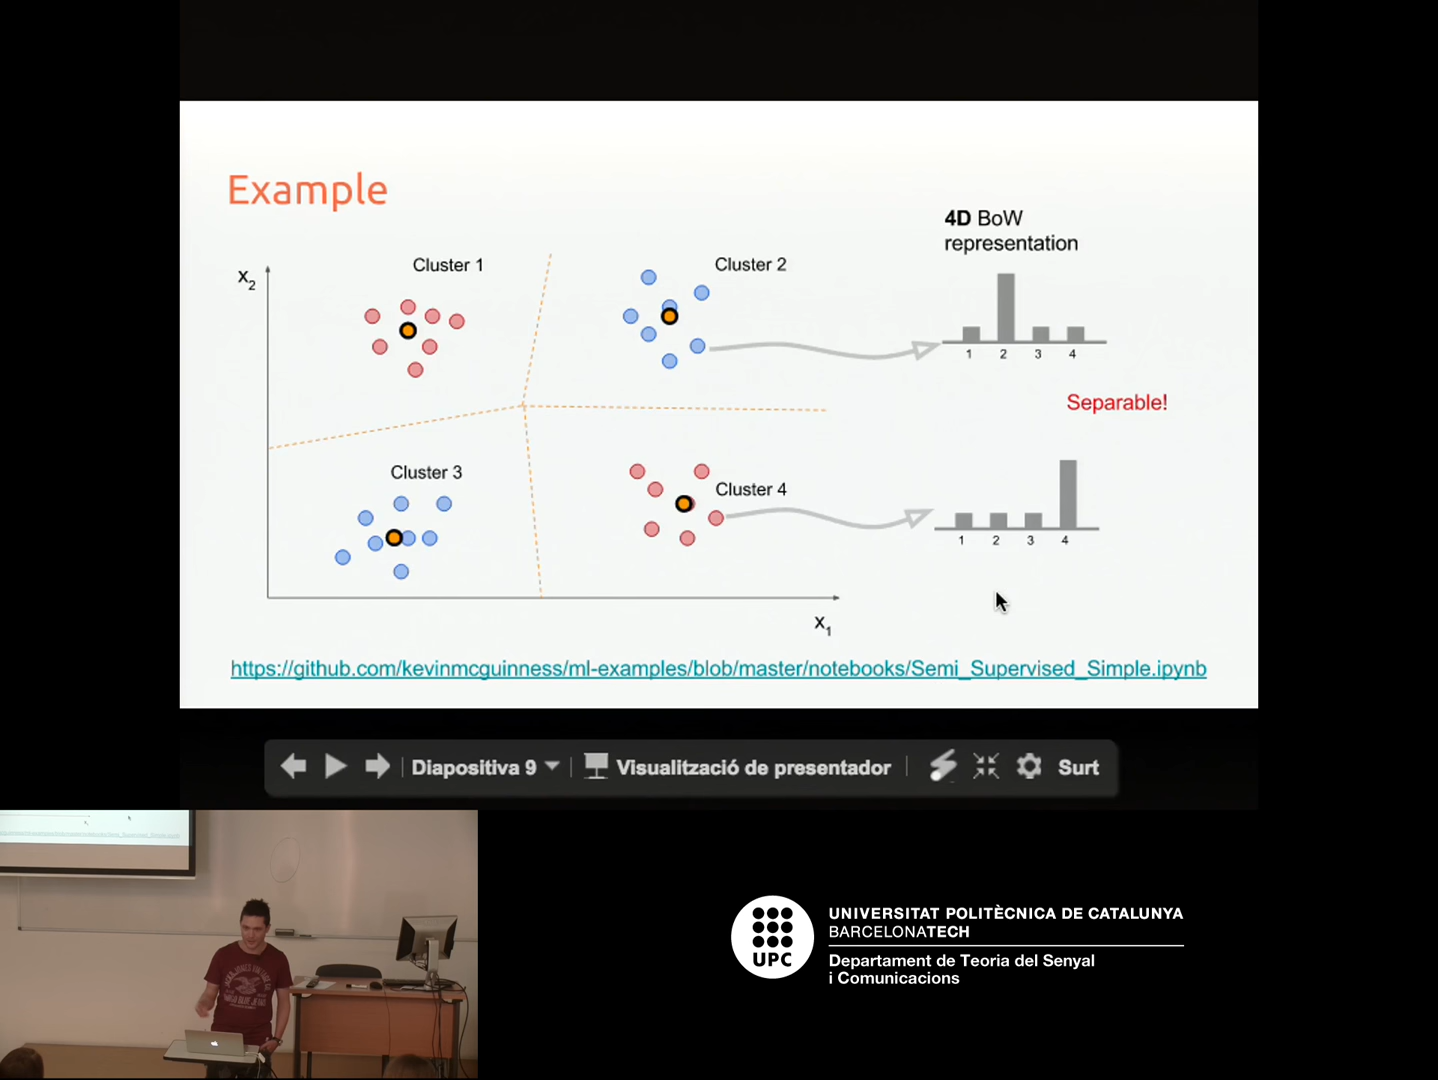 Example
4D BoW
representation
Cluster 1
Cluster 2
x2
1 2 3 4
Separable!
Cluster 3
Cluster 4
1 2 3 4
x1
https://github.com/kevinmcguinness/ml-examples/blob/master/notebooks/Semi_Supervised_Simple.ipynb
Diapositiva 9
Visualització de presentador
Surt
UPC
UNIVERSITAT POLITÈCNICA DE CATALUNYA
BARCELONATECH
Departament de Teoria del Senyal
i Comunicacions